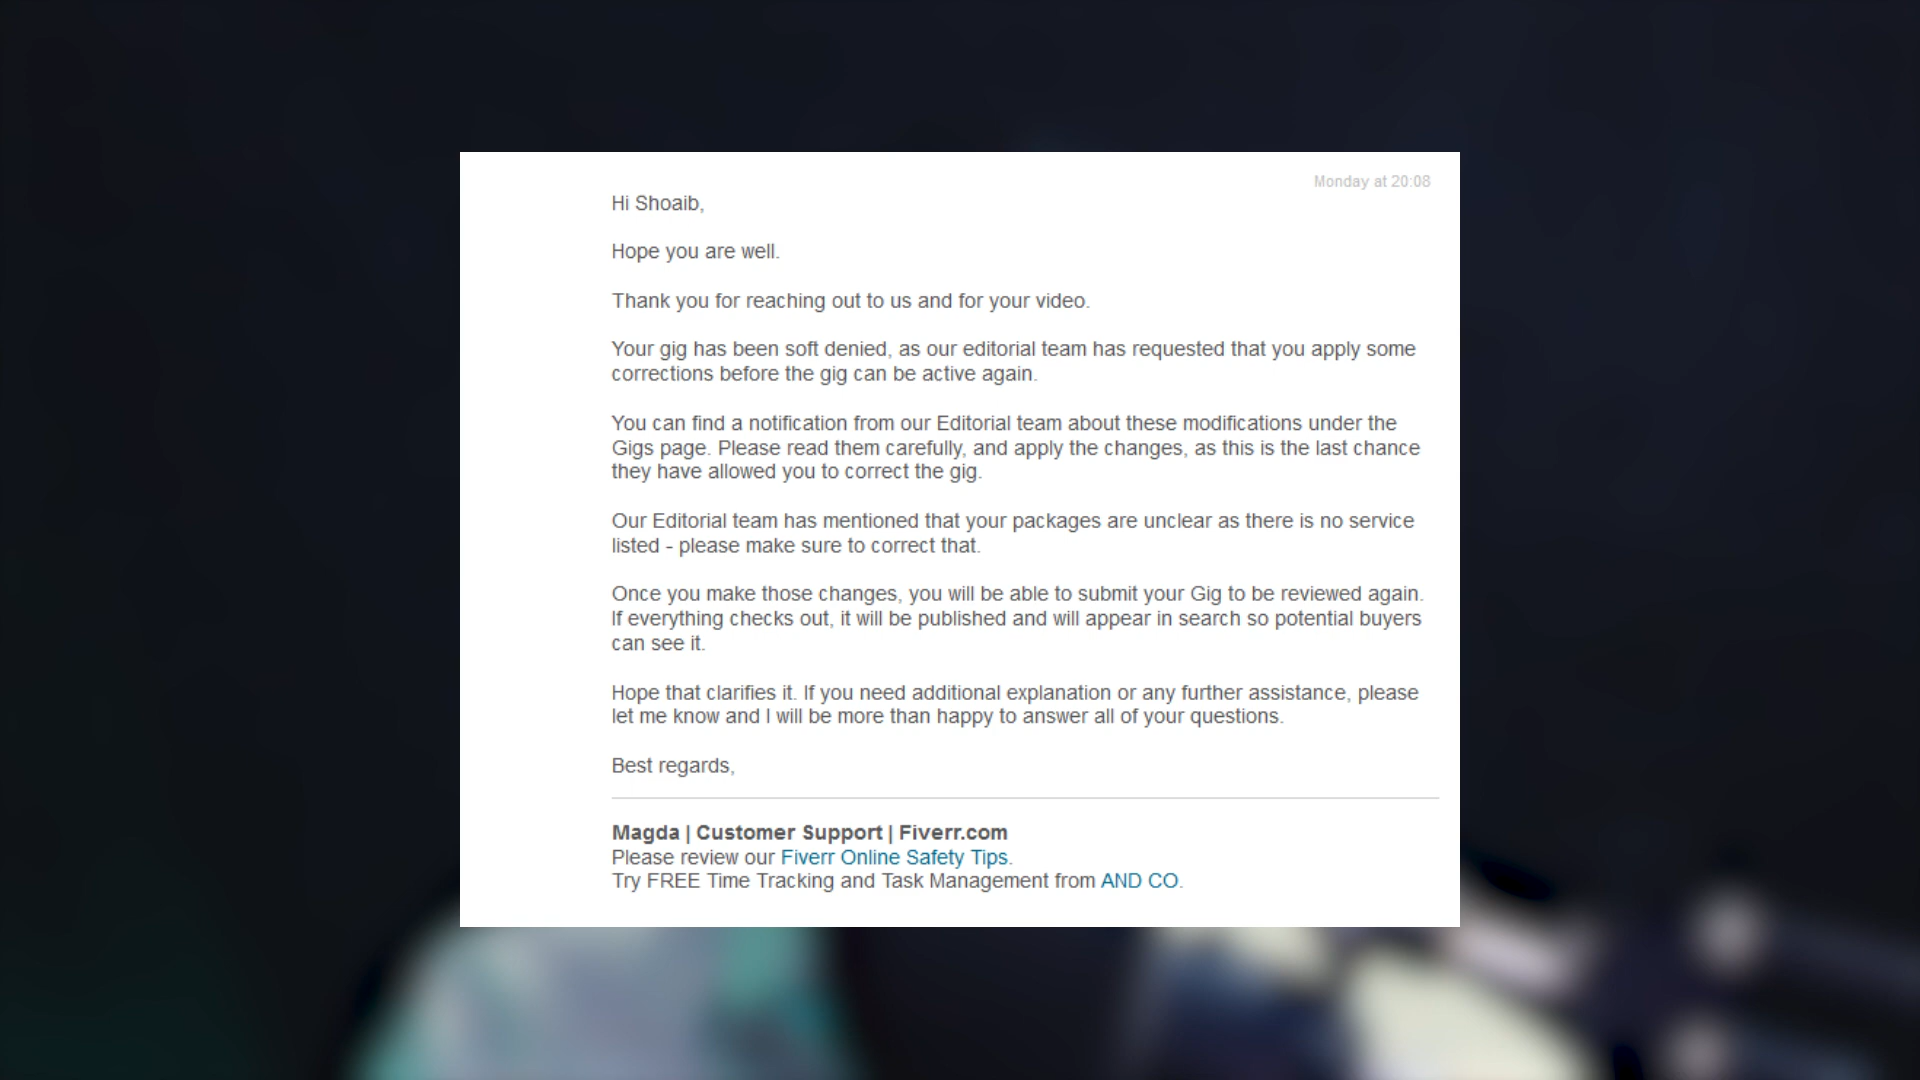 Monday at 20:08
Hi Shoaib,
Hope you are well.
Thank you for reaching out to us and for your video.
Your gig has been soft denied, as our editorial team has requested that you apply some
corrections before the gig can be active again.
You can find a notification from our Editorial team about these modifications under the
Gigs page. Please read them carefully, and apply the changes, as this is the last chance
they have allowed you to correct the gig.
Our Editorial team has mentioned that your packages are unclear as there is no service
listed - please make sure to correct that.
Once you make those changes, you will be able to submit your Gig to be reviewed again.
If everything checks out, it will be published and will appear in search so potential buyers
can see it.
Hope that clarifies it. If you need additional explanation or any further assistance, please
let me know and I will be more than happy to answer all of your questions.
Best regards,
Magda | Customer Support | Fiverr.com
Please review our Fiverr Online Safety Tips.
Try FREE Time Tracking and Task Management from AND CO.